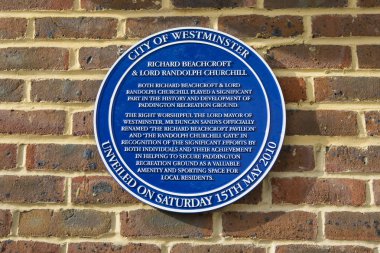 CITY OF WESTMINSTER
RICHARD BEACHCROFT
& LORD RANDOLPH CHURCHILL
BOTH RICHARD BEACHCROFT & LORD
RANDOLPH CHURCHILL PLAYED A SIGNIFICANT
PART IN THE HISTORY AND DEVELOPMENT OF
PADDINGTON RECREATION GROUND.
THE RIGHT WORSHIPFUL THE LORD MAYOR OF
WESTMINSTER, MR DUNCAN SANDYS OFFICIALLY
RENAMED 'THE RICHARD BEACHCROFT PAVILION'
AND 'THE RANDOLPH CHURCHILL GATE' IN
RECOGNITION OF THE SIGNIFICANT EFFORTS BY
BOTH INDIVIDUALS AND THEIR ACHIEVEMENT
IN HELPING TO SECURE PADDINGTON
RECREATION GROUND AS A VALUABLE
AMENITY AND SPORTING SPACE FOR
LOCAL RESIDENTS.
UNVEILED ON SATURDAY 15TH MAY 2010